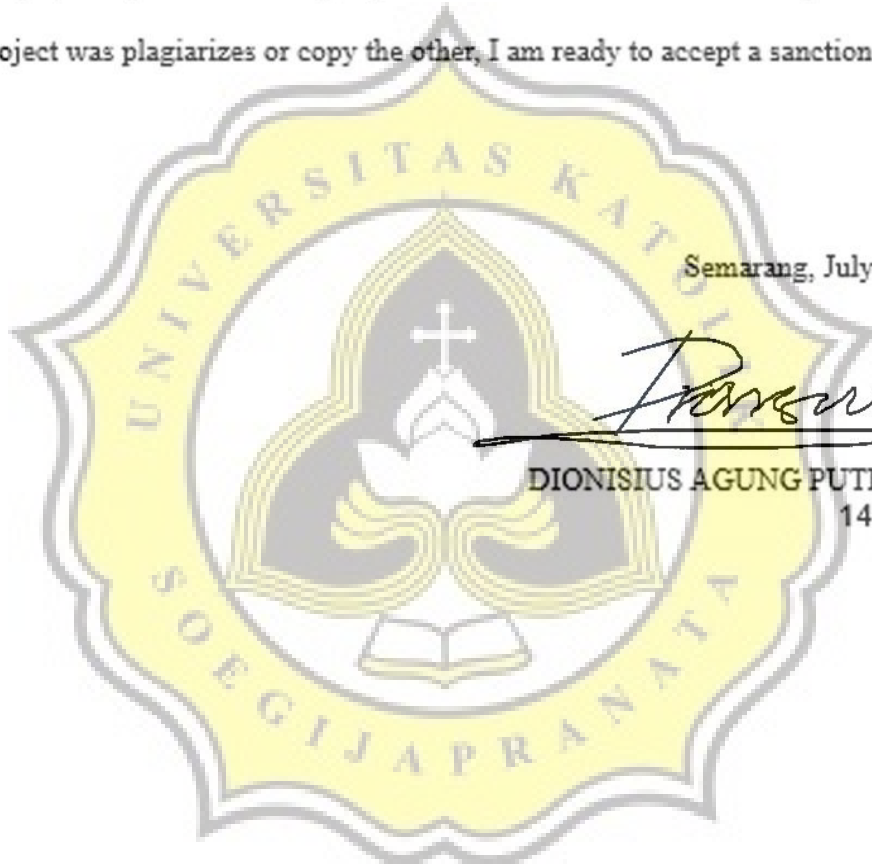 oject was plagiarizes or copy the other, I am ready to accept a sanction
UNIVERSITAS KATOLIK
Semarang, July
DIONISIUS AGUNG PUT
14
SOEGIJAPRANATA